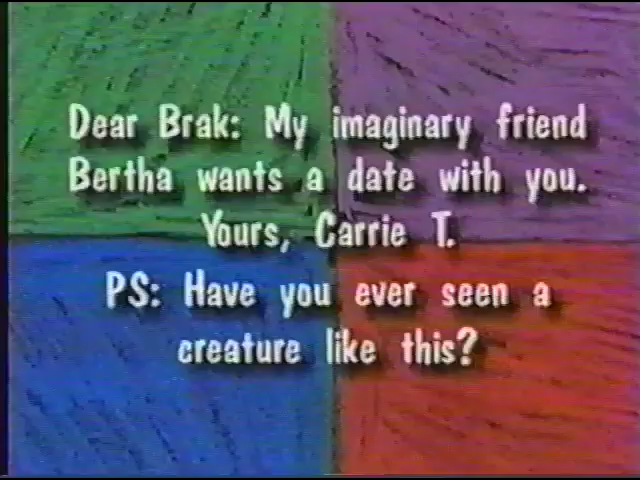 Dear Brak: My imaginary friend
Bertha wants a date with you.
Yours, Carrie T.
PS: Have you ever seen a
creature like this?